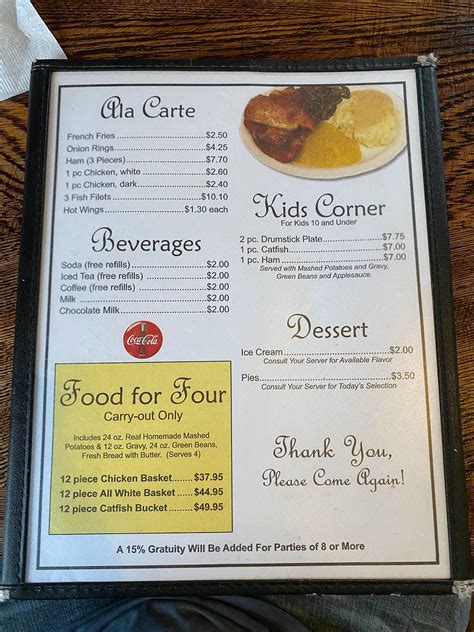 Ala Carte
French Fries.....................$2.50
Onion Rings.....................$4.25
Ham (3 Pieces).................$7.70
1 pc Chicken, white...........$2.60
1 pc Chicken, dark............$2.40
3 Fish Filets....................$10.10
Hot Wings................$1.30 each
Beverages
Soda (free refills)..............$2.00
Iced Tea (free refills) ........$2.00
Coffee (free refills)............$2.00
Milk ................................$2.00
Chocolate Milk.................$2.00
Coca-Cola
Food for Four
Carry-out Only
Includes 24 oz. Real Homemade Mashed
Potatoes & 12 oz. Gravy, 24 oz. Green Beans,
Fresh Bread with Butter. (Serves 4)
12 piece Chicken Basket.......$37.95
12 piece All White Basket......$44.95
12 piece Catfish Bucket........$49.95
Kids Corner
For Kids 10 and Under
2 pc. Drumstick Plate.............$7.75
1 pc. Catfish...........................$7.00
1 pc. Ham..............................$7.00
Served with Mashed Potatoes and Gravy,
Green Beans and Applesauce.
Dessert
Ice Cream..............................$2.00
Consult Your Server for Available Flavor
Pies.......................................$3.50
Consult Your Server for Today's Selection
Thank You,
Please Come Again!
A 15% Gratuity Will Be Added For Parties of 8 or More